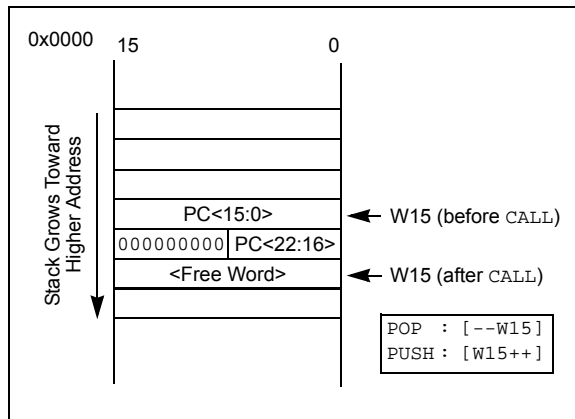 0x0000
15
0
Stack Grows Toward
Higher Address
PC<15:0>
W15 (before CALL)
000000000
PC<22:16>
<Free Word>
W15 (after CALL)
POP : [--W15]
PUSH : [W15++]